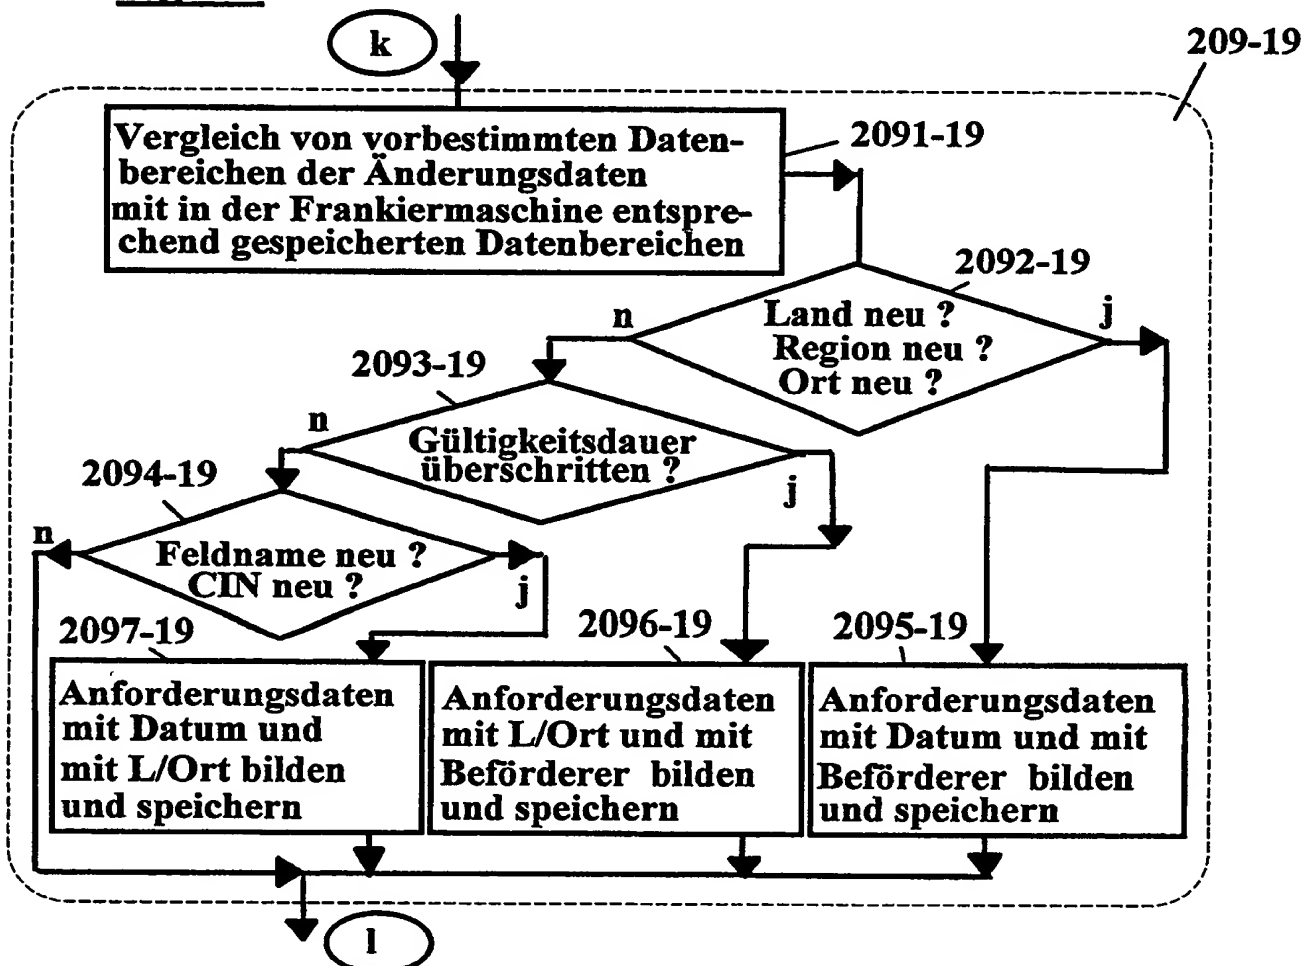 k
209-19
Vergleich von vorbestimmten Daten-
bereichen der Änderungsdaten
mit in der Frankiermaschine entspre-
chend gespeicherten Datenbereichen
2091-19
2092-19
n
Land neu ?
Region neu ?
Ort neu ?
j
2093-19
n
Gültigkeitsdauer
überschritten ?
j
2094-19
n
Feldname neu ?
CIN neu ?
j
2097-19
Anforderungsdaten
mit Datum und
mit L/Ort bilden
und speichern
2096-19
Anforderungsdaten
mit L/Ort und mit
Beförderer bilden
und speichern
2095-19
Anforderungsdaten
mit Datum und mit
Beförderer bilden
und speichern
l